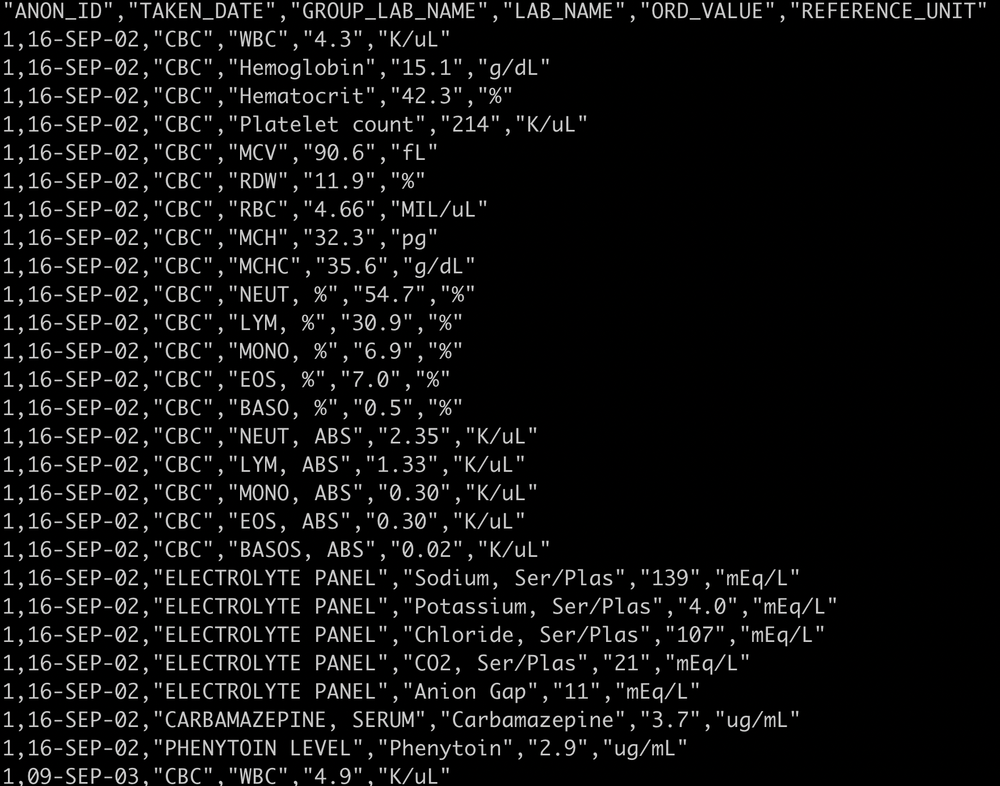 "ANON_ID","TAKEN_DATE","GROUP_LAB_NAME","LAB_NAME","ORD_VALUE","REFERENCE_UNIT"
1,16-SEP-02,"CBC","WBC","4.3","K/uL"
1,16-SEP-02,"CBC","Hemoglobin","15.1","g/dL"
1,16-SEP-02,"CBC","Hematocrit","42.3","%"
1,16-SEP-02,"CBC","Platelet count","214","K/uL"
1,16-SEP-02,"CBC","MCV","90.6","fL"
1,16-SEP-02,"CBC","RDW","11.9","%"
1,16-SEP-02,"CBC","RBC","4.66","MIL/uL"
1,16-SEP-02,"CBC","MCH","32.3","pg"
1,16-SEP-02,"CBC","MCHC","35.6","g/dL"
1,16-SEP-02,"CBC","NEUT, %","54.7","%"
1,16-SEP-02,"CBC","LYM, %","30.9","%"
1,16-SEP-02,"CBC","MONO, %","6.9","%"
1,16-SEP-02,"CBC","EOS, %","7.0","%"
1,16-SEP-02,"CBC","BASO, %","0.5","%"
1,16-SEP-02,"CBC","NEUT, ABS","2.35","K/uL"
1,16-SEP-02,"CBC","LYM, ABS","1.33","K/uL"
1,16-SEP-02,"CBC","MONO, ABS","0.30","K/uL"
1,16-SEP-02,"CBC","EOS, ABS","0.30","K/uL"
1,16-SEP-02,"CBC","BASOS, ABS","0.02","K/uL"
1,16-SEP-02,"ELECTROLYTE PANEL","Sodium, Ser/Plas","139","mEq/L"
1,16-SEP-02,"ELECTROLYTE PANEL","Potassium, Ser/Plas","4.0","mEq/L"
1,16-SEP-02,"ELECTROLYTE PANEL","Chloride, Ser/Plas","107","mEq/L"
1,16-SEP-02,"ELECTROLYTE PANEL","CO2, Ser/Plas","21","mEq/L"
1,16-SEP-02,"ELECTROLYTE PANEL","Anion Gap","11","mEq/L"
1,16-SEP-02,"CARBAMAZEPINE, SERUM","Carbamazepine","3.7","ug/mL"
1,16-SEP-02,"PHENYTOIN LEVEL","Phenytoin","2.9","ug/mL"
1,09-SEP-03,"CBC","WBC","4.9","K/uL"